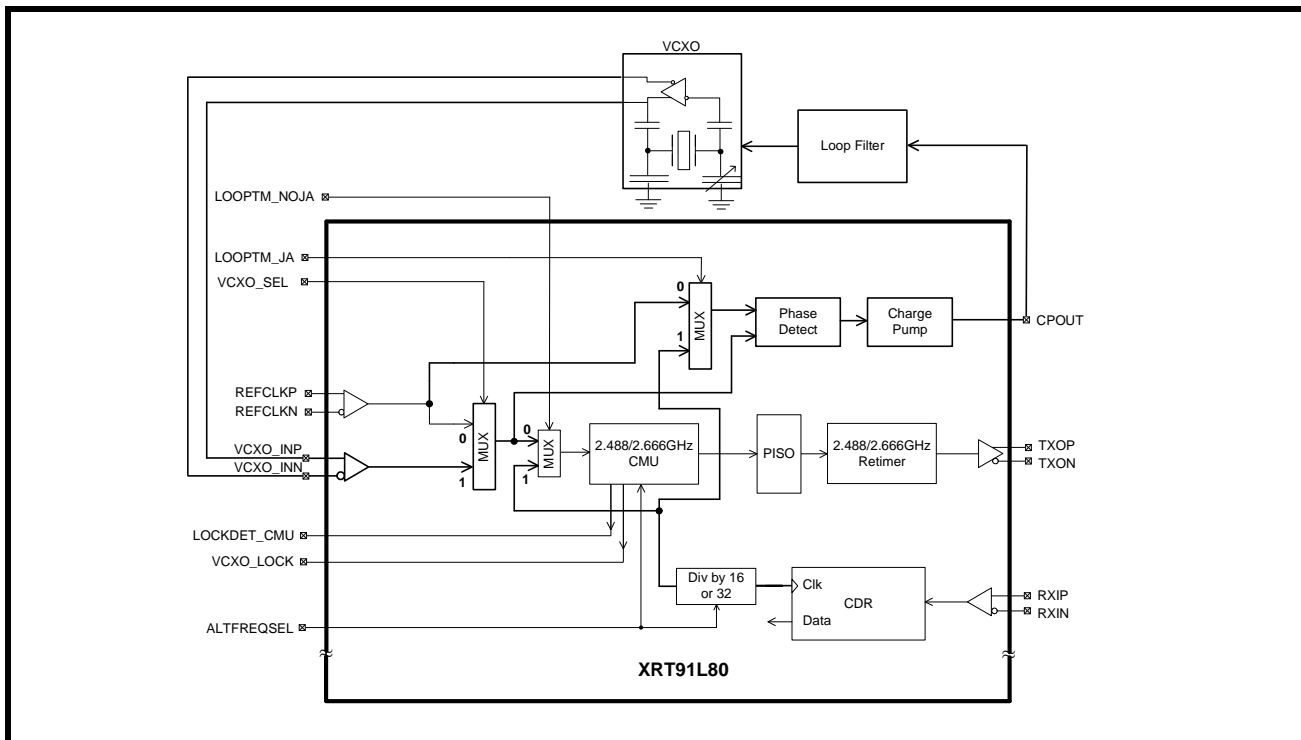 VCXO
Loop Filter
LOOPTM_NOJA
LOOPTM_JA
VCXO_SEL
0
MUX
1
Phase
Detect
Charge
Pump
CPOUT
REFCLKP
REFCLKN
VCXO_INP
VCXO_INN
0
MUX
1
0
MUX
1
2.488/2.666GHz
CMU
PISO
2.488/2.666GHz
Retimer
TXOP
TXON
LOCKDET_CMU
VCXO_LOCK
ALTFREQSEL
Div by 16
or 32
Clk
CDR
Data
RXIP
RXIN
XRT91L80